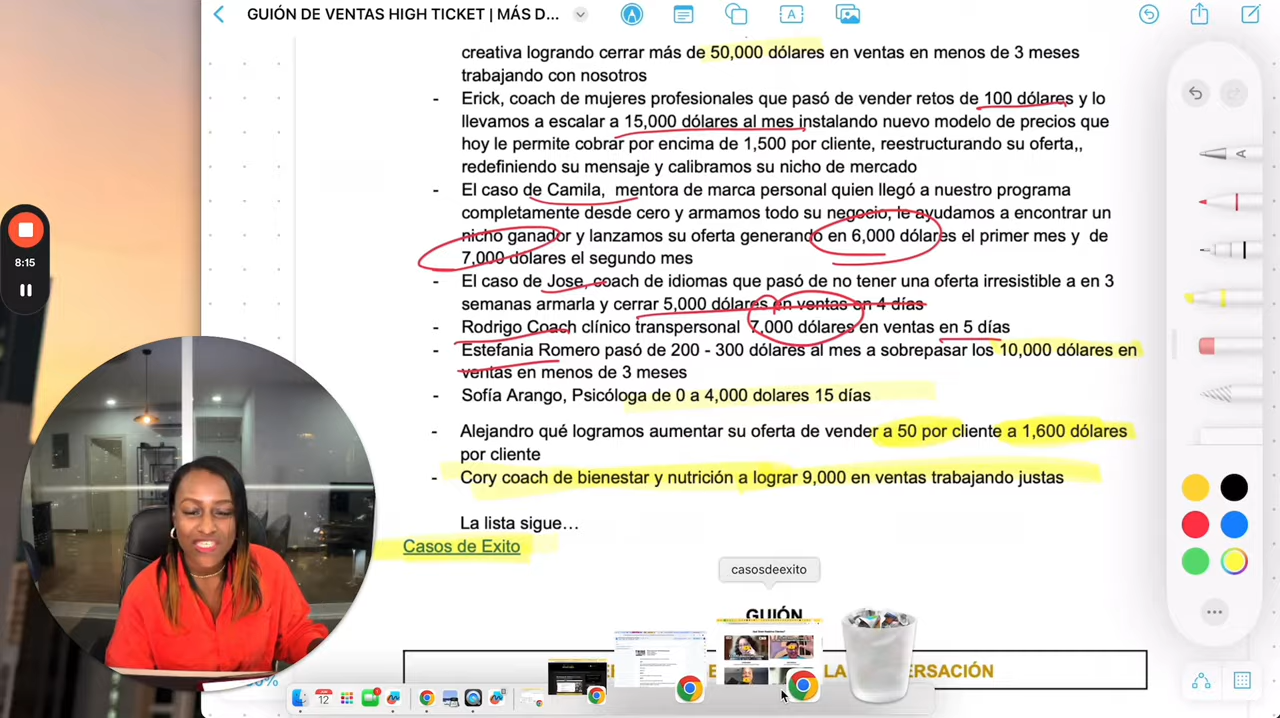 GUIÓN DE VENTAS HIGH TICKET | MÁS D...
creativa logrando cerrar más de 50,000 dólares en ventas en menos de 3 meses
trabajando con nosotros
- Erick, coach de mujeres profesionales que pasó de vender retos de 100 dólares y lo
llevamos a escalar a 15,000 dólares al mes instalando nuevo modelo de precios que
hoy le permite cobrar por encima de 1,500 por cliente, reestructurando su oferta,,
redefiniendo su mensaje y calibramos su nicho de mercado
- El caso de Camila, mentora de marca personal quien llegó a nuestro programa
completamente desde cero y armamos todo su negocio, le ayudamos a encontrar un
nicho ganador y lanzamos su oferta generando en 6,000 dólares el primer mes y de
7,000 dolares el segundo mes
- El caso de Jose, coach de idiomas que pasó de no tener una oferta irresistible a en 3
semanas armarla y cerrar 5,000 dólares en ventas en 4 días
- Rodrigo Coach clínico transpersonal 7,000 dólares en ventas en 5 días
- Estefania Romero pasó de 200 - 300 dólares al mes a sobrepasar los 10,000 dólares en
ventas en menos de 3 meses
- Sofía Arango, Psicóloga de 0 a 4,000 dolares 15 días
- Alejandro qué logramos aumentar su oferta de vender a 50 por cliente a 1,600 dólares
por cliente
- Cory coach de bienestar y nutrición a lograr 9,000 en ventas trabajando justas
La lista sigue…
Casos de Exito
casosdeexito
GUIÓN
LA
VERSACIÓN
8:15
12